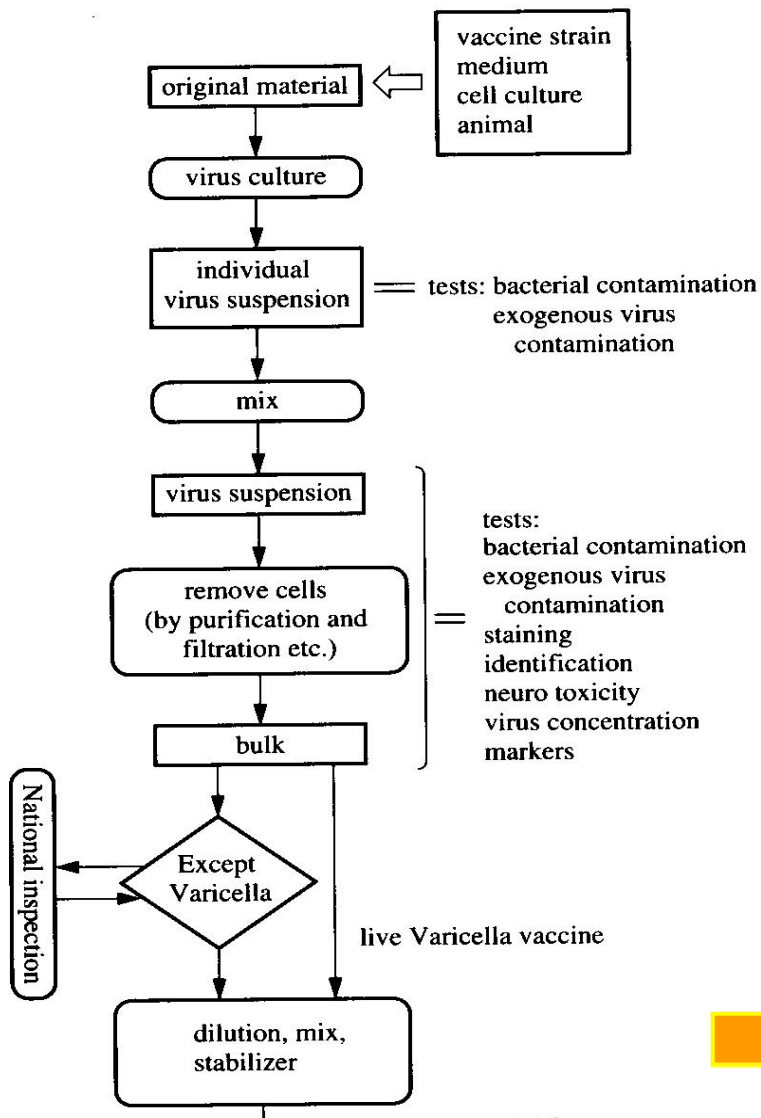 vaccine strain
medium
cell culture
animal
original material
virus culture
individual
virus suspension
tests: bacterial contamination
exogenous virus
contamination
mix
virus suspension
remove cells
(by purification and
filtration etc.)
bulk
tests:
bacterial contamination
exogenous virus
contamination
staining
identification
neuro toxicity
virus concentration
markers
National inspection
Except
Varicella
live Varicella vaccine
dilution, mix,
stabilizer